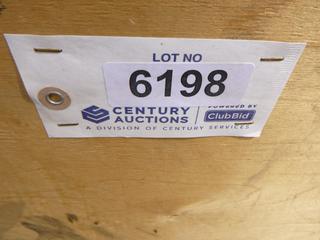 LOT NO
6198
CENTURY AUCTIONS
POWERED BY
ClubBid
A DIVISION OF CENTURY SERVICES